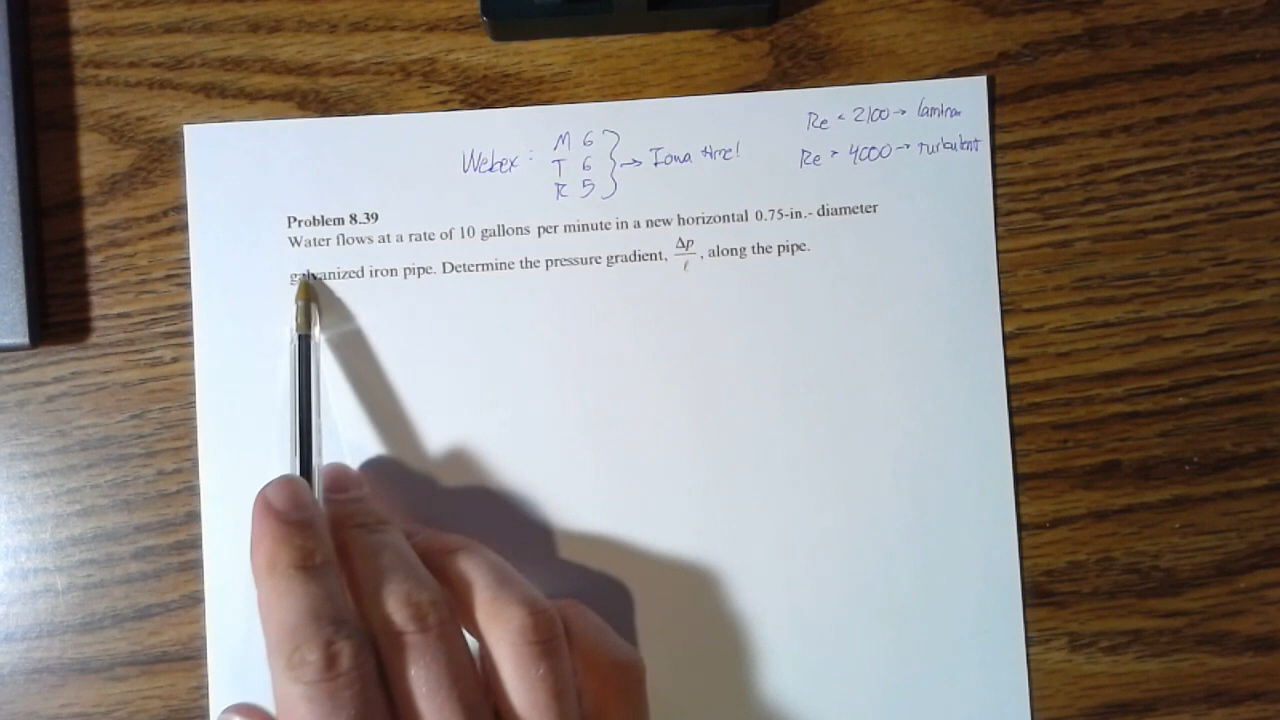 Re < 2100 → laminar
Re > 4000 → turbulent
Webex: M 6
T 6 → Iowa time!
R 5
Problem 8.39
Water flows at a rate of 10 gallons per minute in a new horizontal 0.75-in.- diameter
galvanized iron pipe. Determine the pressure gradient, Δp/ℓ, along the pipe.